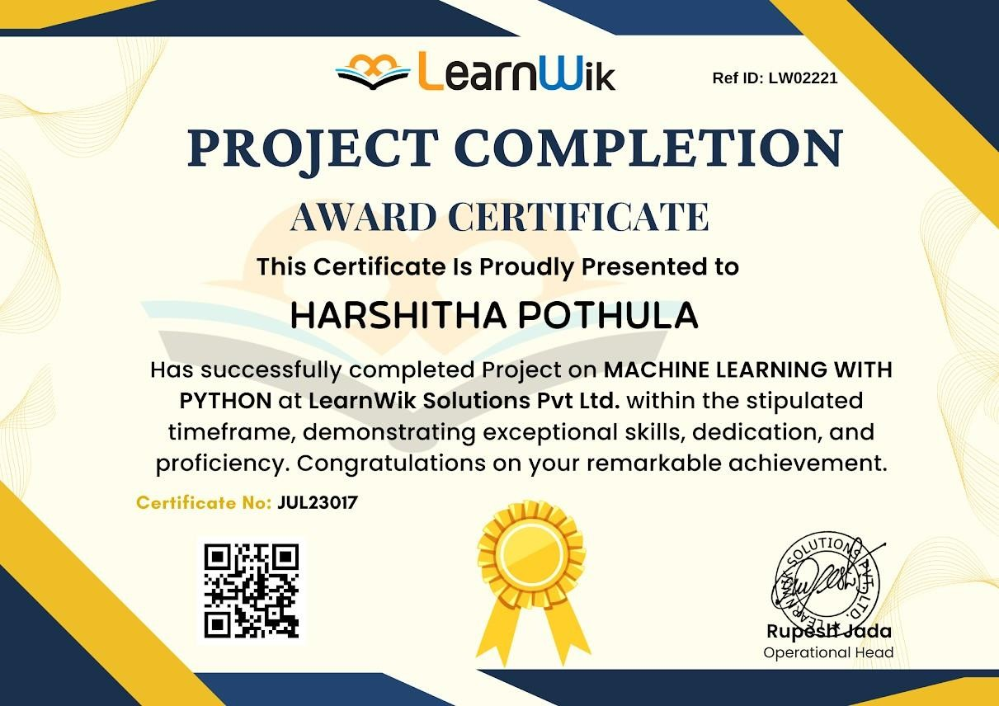 LearnWik
Ref ID: LW02221
PROJECT COMPLETION
AWARD CERTIFICATE
This Certificate Is Proudly Presented to
HARSHITHA POTHULA
Has successfully completed Project on MACHINE LEARNING WITH
PYTHON at LearnWik Solutions Pvt Ltd. within the stipulated
timeframe, demonstrating exceptional skills, dedication, and
proficiency. Congratulations on your remarkable achievement.
Certificate No: JUL23017
LEARNWIK SOLUTIONS PVT. LTD.
Rupesh Jada
Operational Head